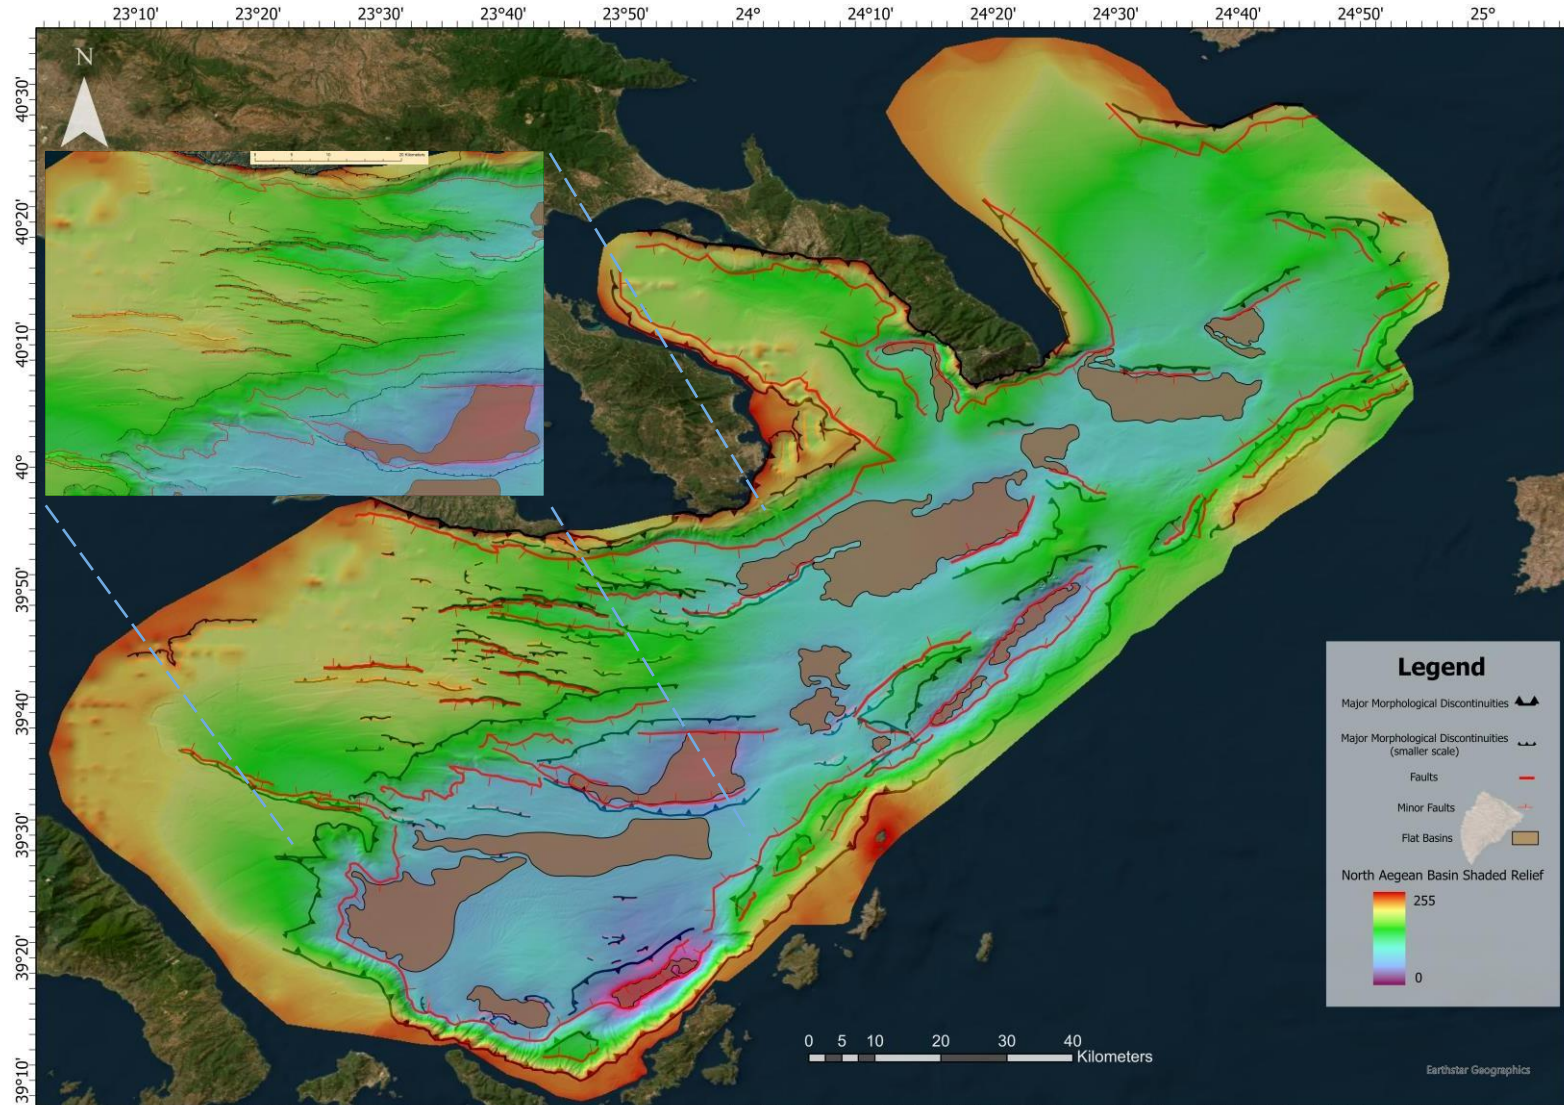 23°10' 23°20' 23°30' 23°40' 23°50' 24° 24°10' 24°20' 24°30' 24°40' 24°50' 25°
N
40°30'
40°20'
40°10'
40°
39°50'
39°40'
39°30'
39°20'
39°10'
Legend
Major Morphological Discontinuities
Major Morphological Discontinuities
(smaller scale)
Faults
Minor Faults
Flat Basins
North Aegean Basin Shaded Relief
255
0
0 5 10 20 30 40
Kilometers
Earthstar Geographics